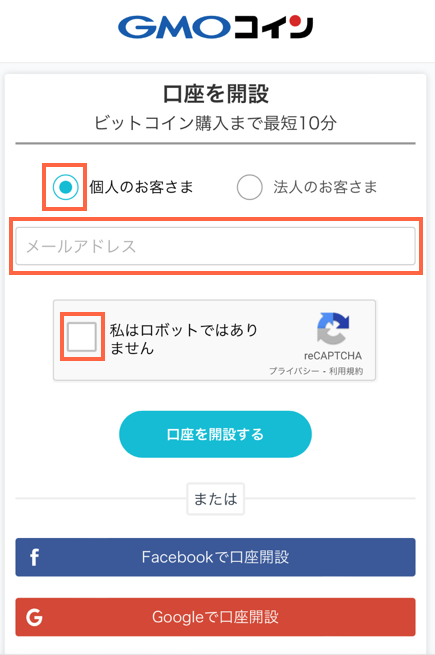 GMOコイン
口座を開設
ビットコイン購入まで最短10分
個人のお客さま
法人のお客さま
メールアドレス
私はロボットではあり
ません
reCAPTCHA
プライバシー - 利用規約
口座を開設する
または
f
Facebookで口座開設
G
Googleで口座開設